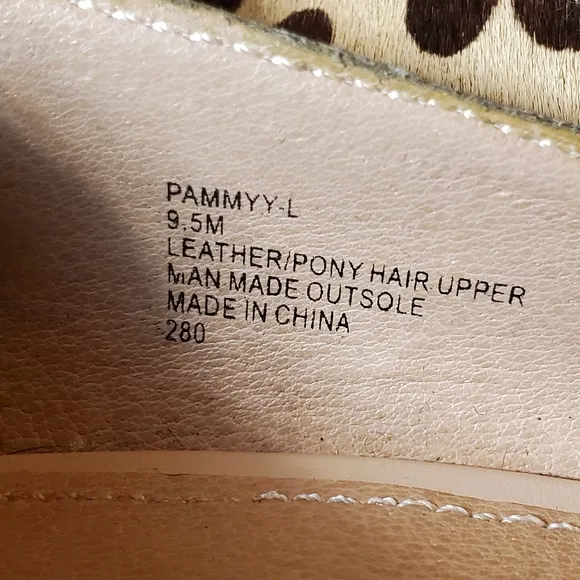 PAMMYY-L
9.5M
LEATHER/PONY HAIR UPPER
MAN MADE OUTSOLE
MADE IN CHINA
280